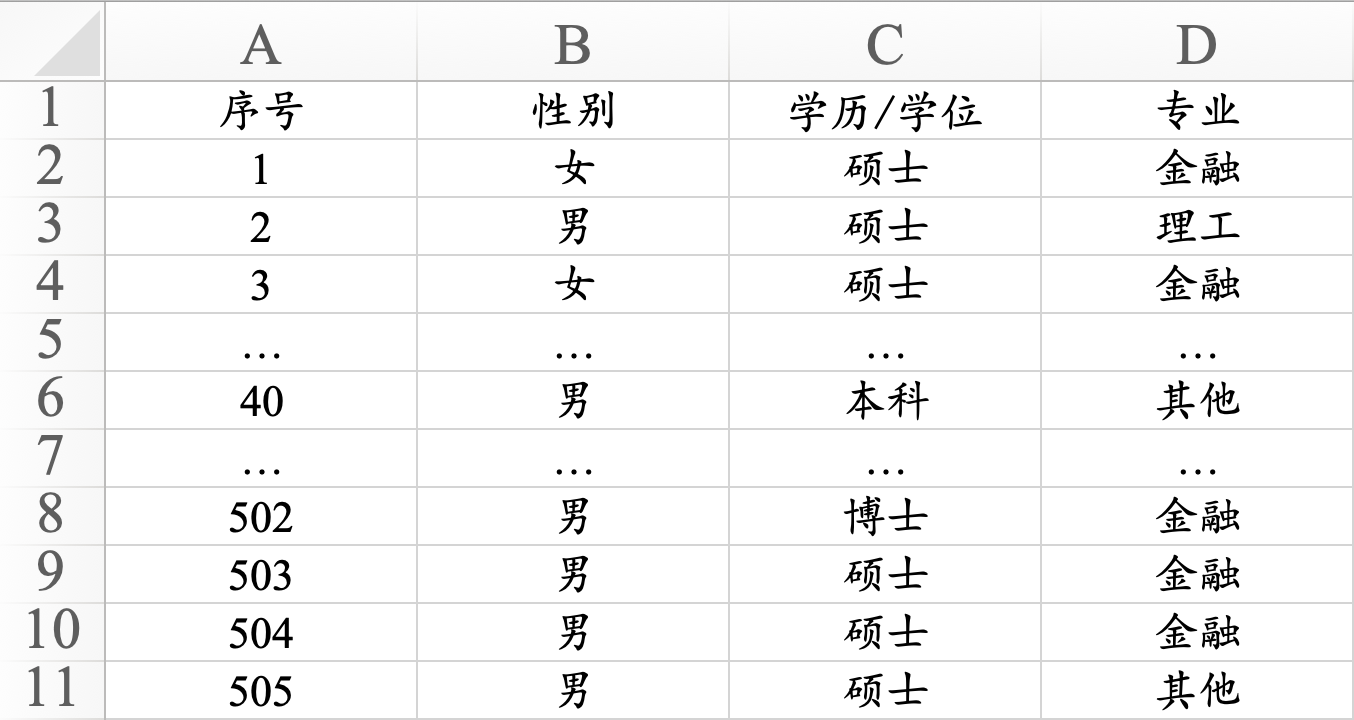 A B C D
1 序号 性别 学历/学位 专业
2 1 女 硕士 金融
3 2 男 硕士 理工
4 3 女 硕士 金融
5 … … … …
6 40 男 本科 其他
7 … … … …
8 502 男 博士 金融
9 503 男 硕士 金融
10 504 男 硕士 金融
11 505 男 硕士 其他